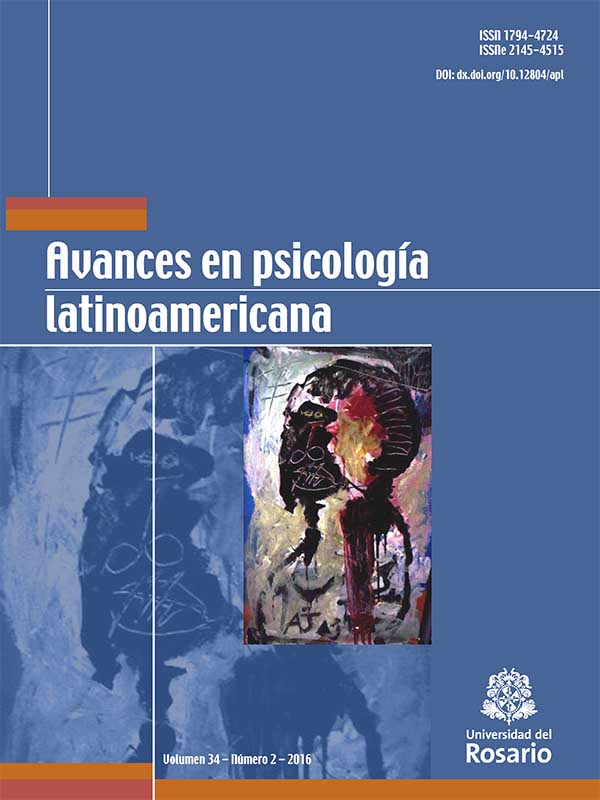 ISSN 1794-4724
ISSNe 2145-4515
DOI: dx.doi.org/10.12804/apl
Avances en psicología
latinoamericana
Universidad del
Rosario
Volumen 34 – Número 2 – 2016